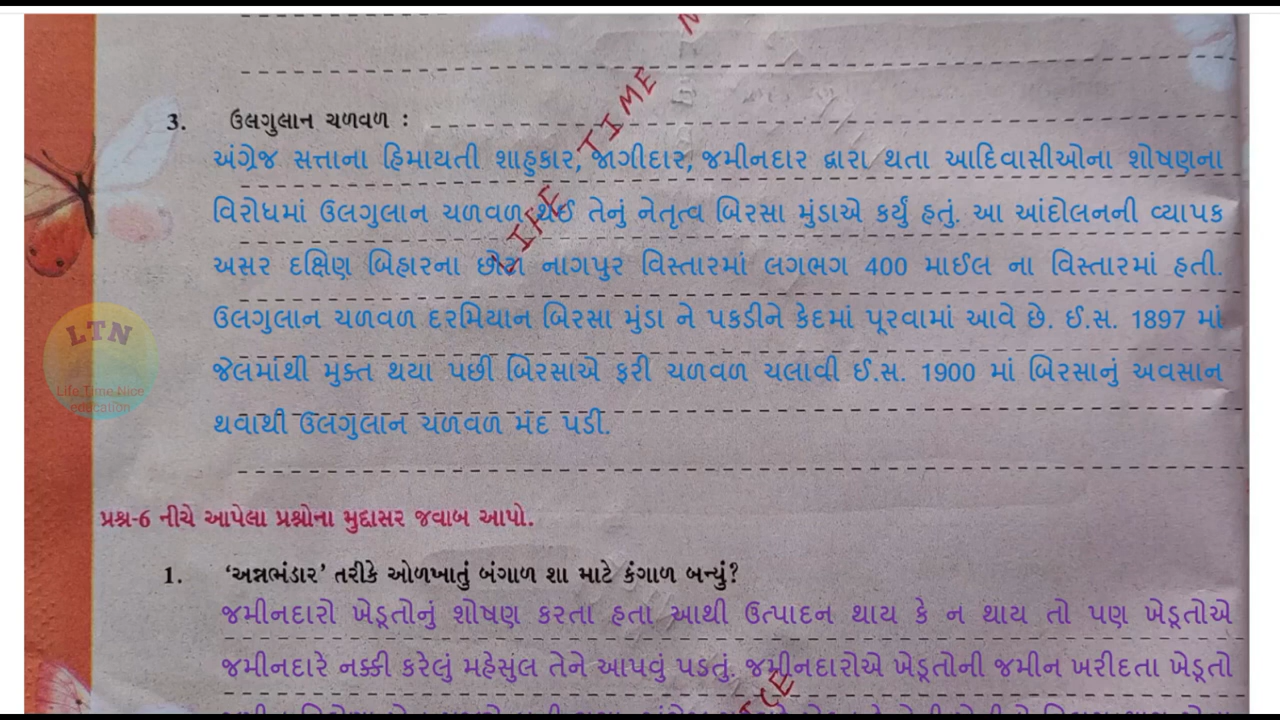 3. ઉલગુલાન ચળવળ :
અંગ્રેજ સત્તાના હિમાયતી શાહુકાર, જાગીદાર, જમીનદાર દ્વારા થતા આદિવાસીઓના શોષણના
વિરોધમાં ઉલગુલાન ચળવળ થઈ તેનું નેતૃત્વ બિરસા મુંડાએ કર્યું હતું. આ આંદોલનની વ્યાપક
અસર દક્ષિણ બિહારના છોટા નાગપુર વિસ્તારમાં લગભગ 400 માઈલ ના વિસ્તારમાં હતી.
ઉલગુલાન ચળવળ દરમિયાન બિરસા મુંડા ને પકડીને કેદમાં પૂરવામાં આવે છે. ઈ.સ. 1897 માં
જેલમાંથી મુક્ત થયા પછી બિરસાએ ફરી ચળવળ ચલાવી ઈ.સ. 1900 માં બિરસાનું અવસાન
થવાથી ઉલગુલાન ચળવળ મંદ પડી.
LIFE TIME
LTN
Life Time Nice
education
પ્રશ્ન-6 નીચે આપેલા પ્રશ્નોના મુદ્દાસર જવાબ આપો.
1. ‘અન્નભંડાર’ તરીકે ઓળખાતું બંગાળ શા માટે કંગાળ બન્યું?
જમીનદારો ખેડૂતોનું શોષણ કરતા હતા આથી ઉત્પાદન થાય કે ન થાય તો પણ ખેડૂતોએ
જમીનદારે નક્કી કરેલું મહેસુંલ તેને આપવું પડતું. જમીનદારોએ ખેડૂતોની જમીન ખરીદતા ખેડૂતો